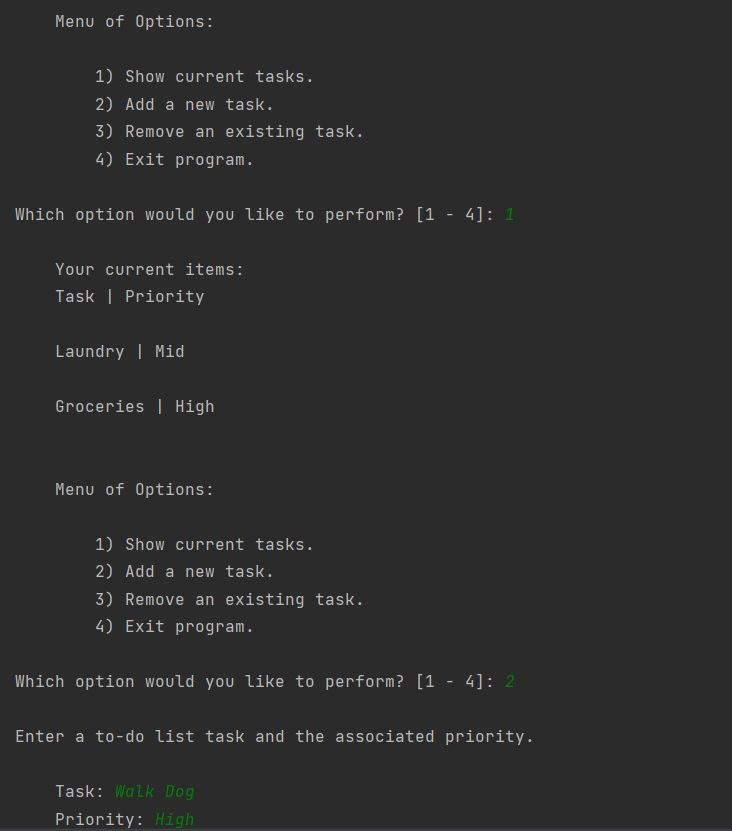 Menu of Options:
1) Show current tasks.
2) Add a new task.
3) Remove an existing task.
4) Exit program.
Which option would you like to perform? [1 - 4]: 1
Your current items:
Task | Priority
Laundry | Mid
Groceries | High
Menu of Options:
1) Show current tasks.
2) Add a new task.
3) Remove an existing task.
4) Exit program.
Which option would you like to perform? [1 - 4]: 2
Enter a to-do list task and the associated priority.
Task: Walk Dog
Priority: High